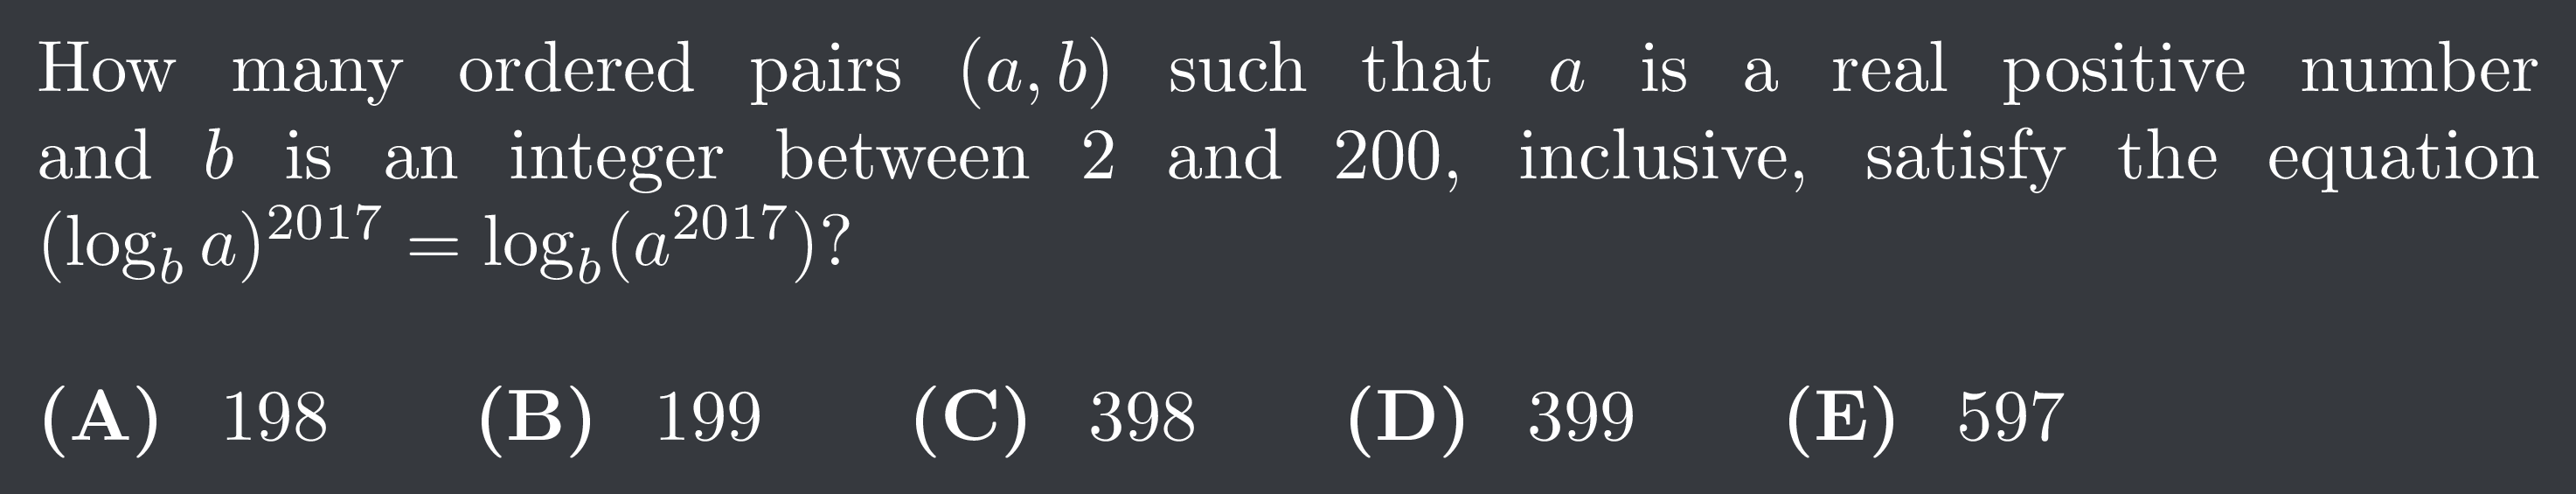 How many ordered pairs (a, b) such that a is a real positive number
and b is an integer between 2 and 200, inclusive, satisfy the equation
(log_b a)^{2017} = log_b(a^{2017})?
(A) 198 (B) 199 (C) 398 (D) 399 (E) 597